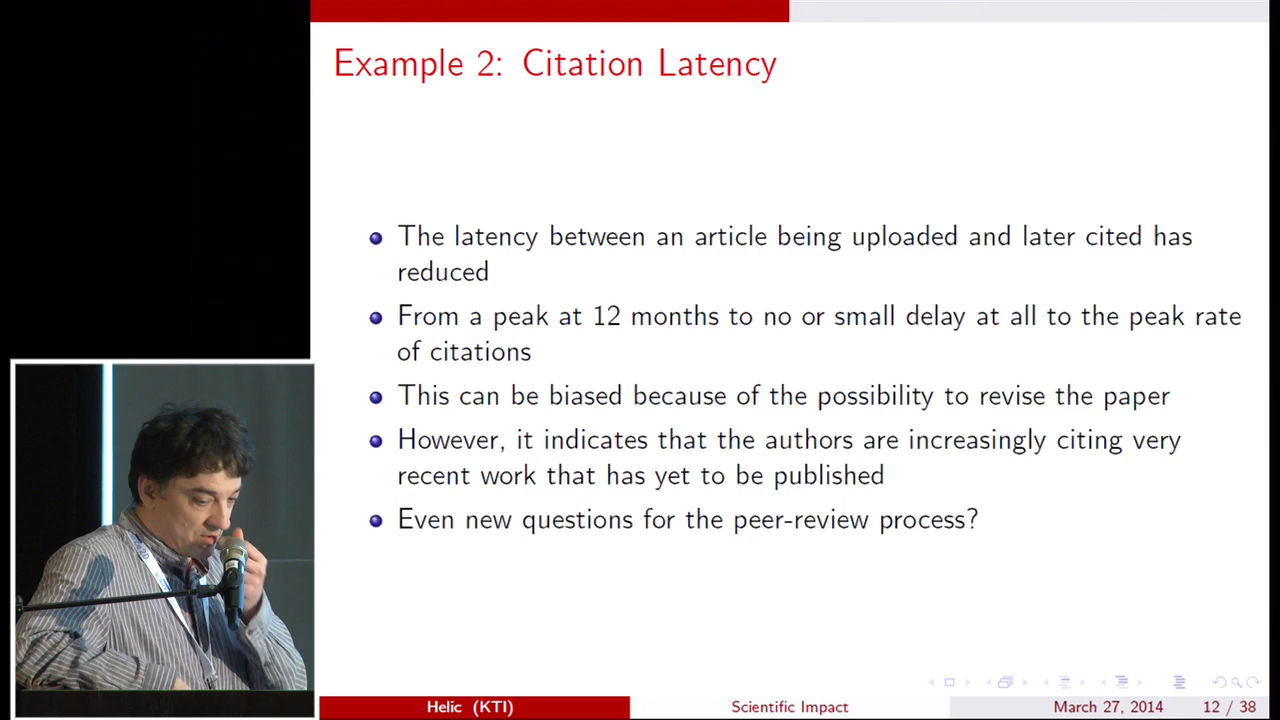 Example 2: Citation Latency
The latency between an article being uploaded and later cited has
reduced
From a peak at 12 months to no or small delay at all to the peak rate
of citations
This can be biased because of the possibility to revise the paper
However, it indicates that the authors are increasingly citing very
recent work that has yet to be published
Even new questions for the peer-review process?
Helic (KTI)
Scientific Impact
March 27, 2014
12 / 38